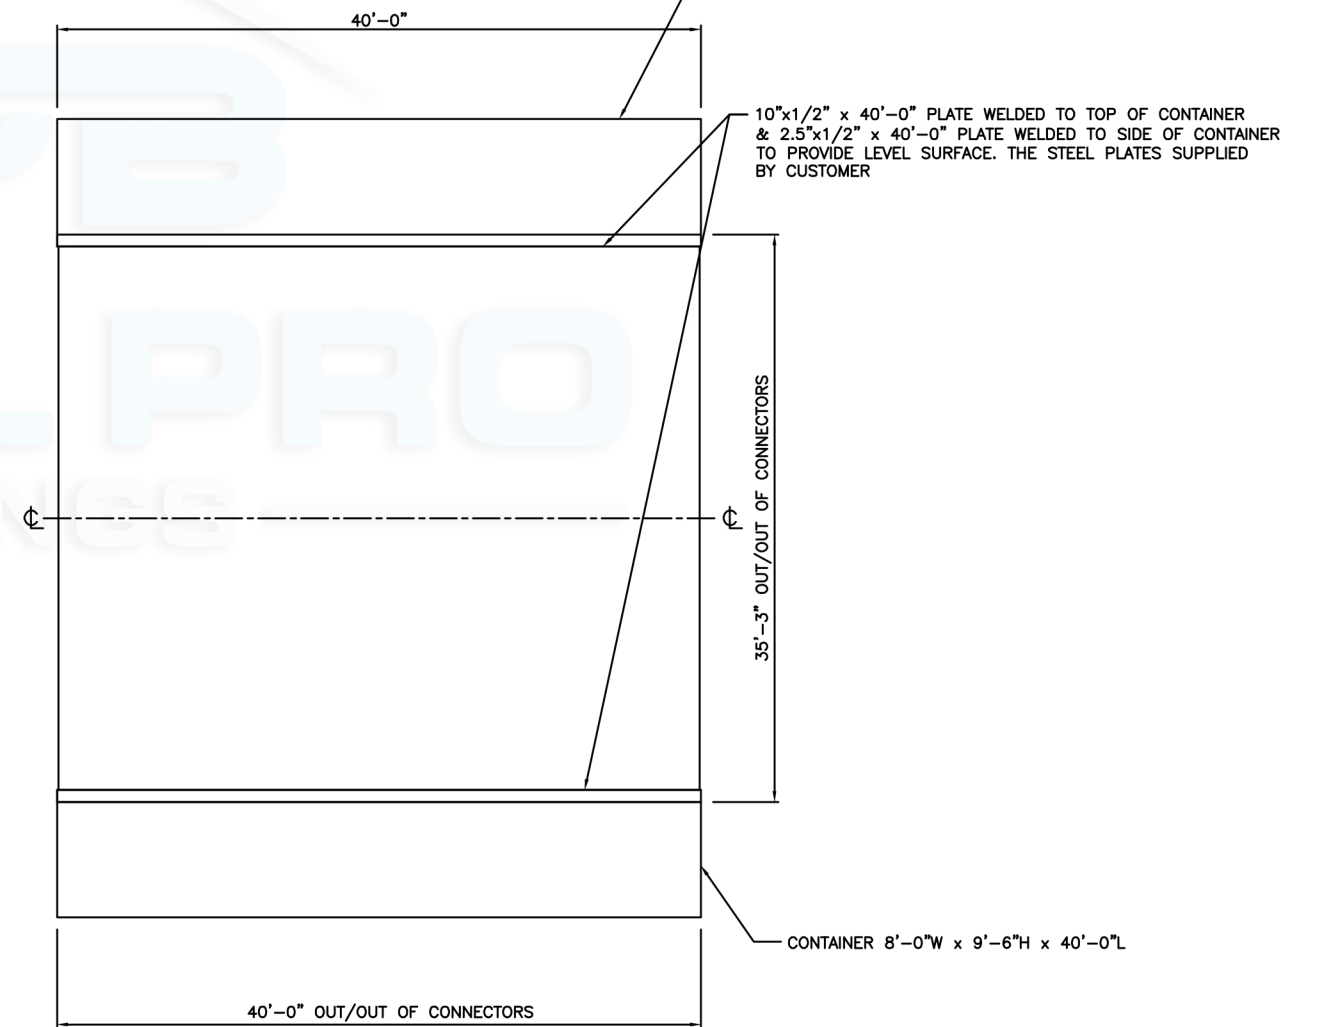 40'-0"
10"x1/2" x 40'-0" PLATE WELDED TO TOP OF CONTAINER
& 2.5"x1/2" x 40'-0" PLATE WELDED TO SIDE OF CONTAINER
TO PROVIDE LEVEL SURFACE. THE STEEL PLATES SUPPLIED
BY CUSTOMER
35'-3" OUT/OUT OF CONNECTORS
PRO
NGS
℄ ℄
CONTAINER 8'-0"W x 9'-6"H x 40'-0"L
40'-0" OUT/OUT OF CONNECTORS